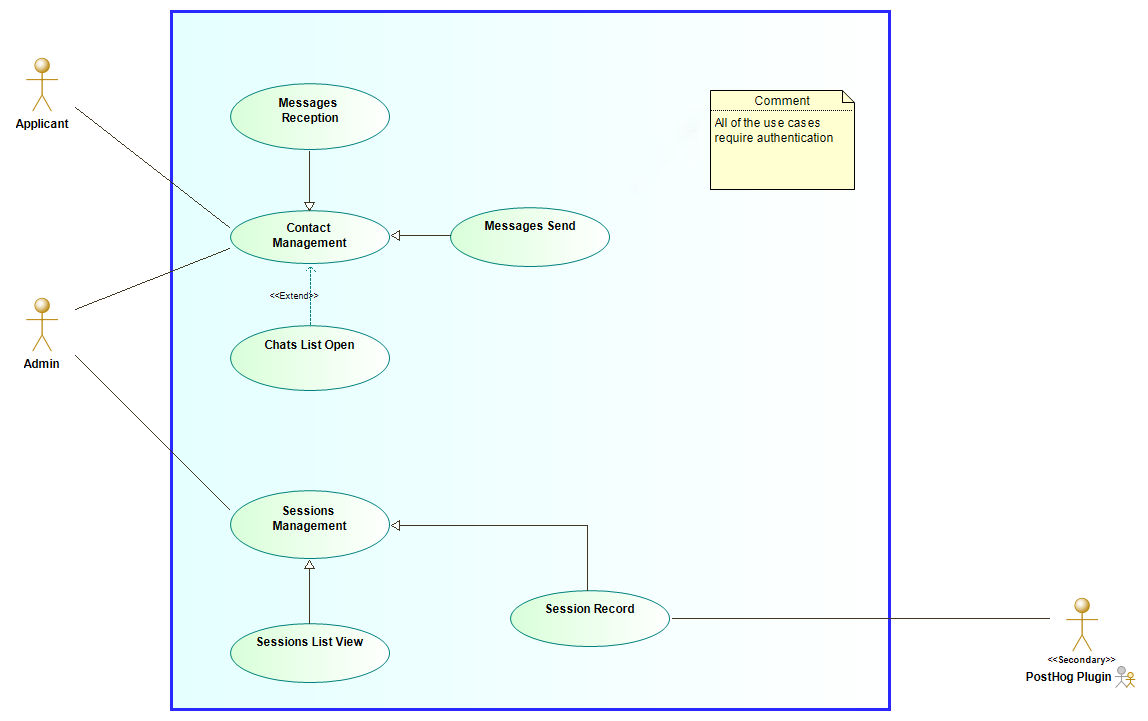 Applicant
Messages
Reception
Comment
All of the use cases
require authentication
Contact
Management
Messages Send
<<Extend>>
Admin
Chats List Open
Sessions
Management
Session Record
Sessions List View
<<Secondary>>
PostHog Plugin